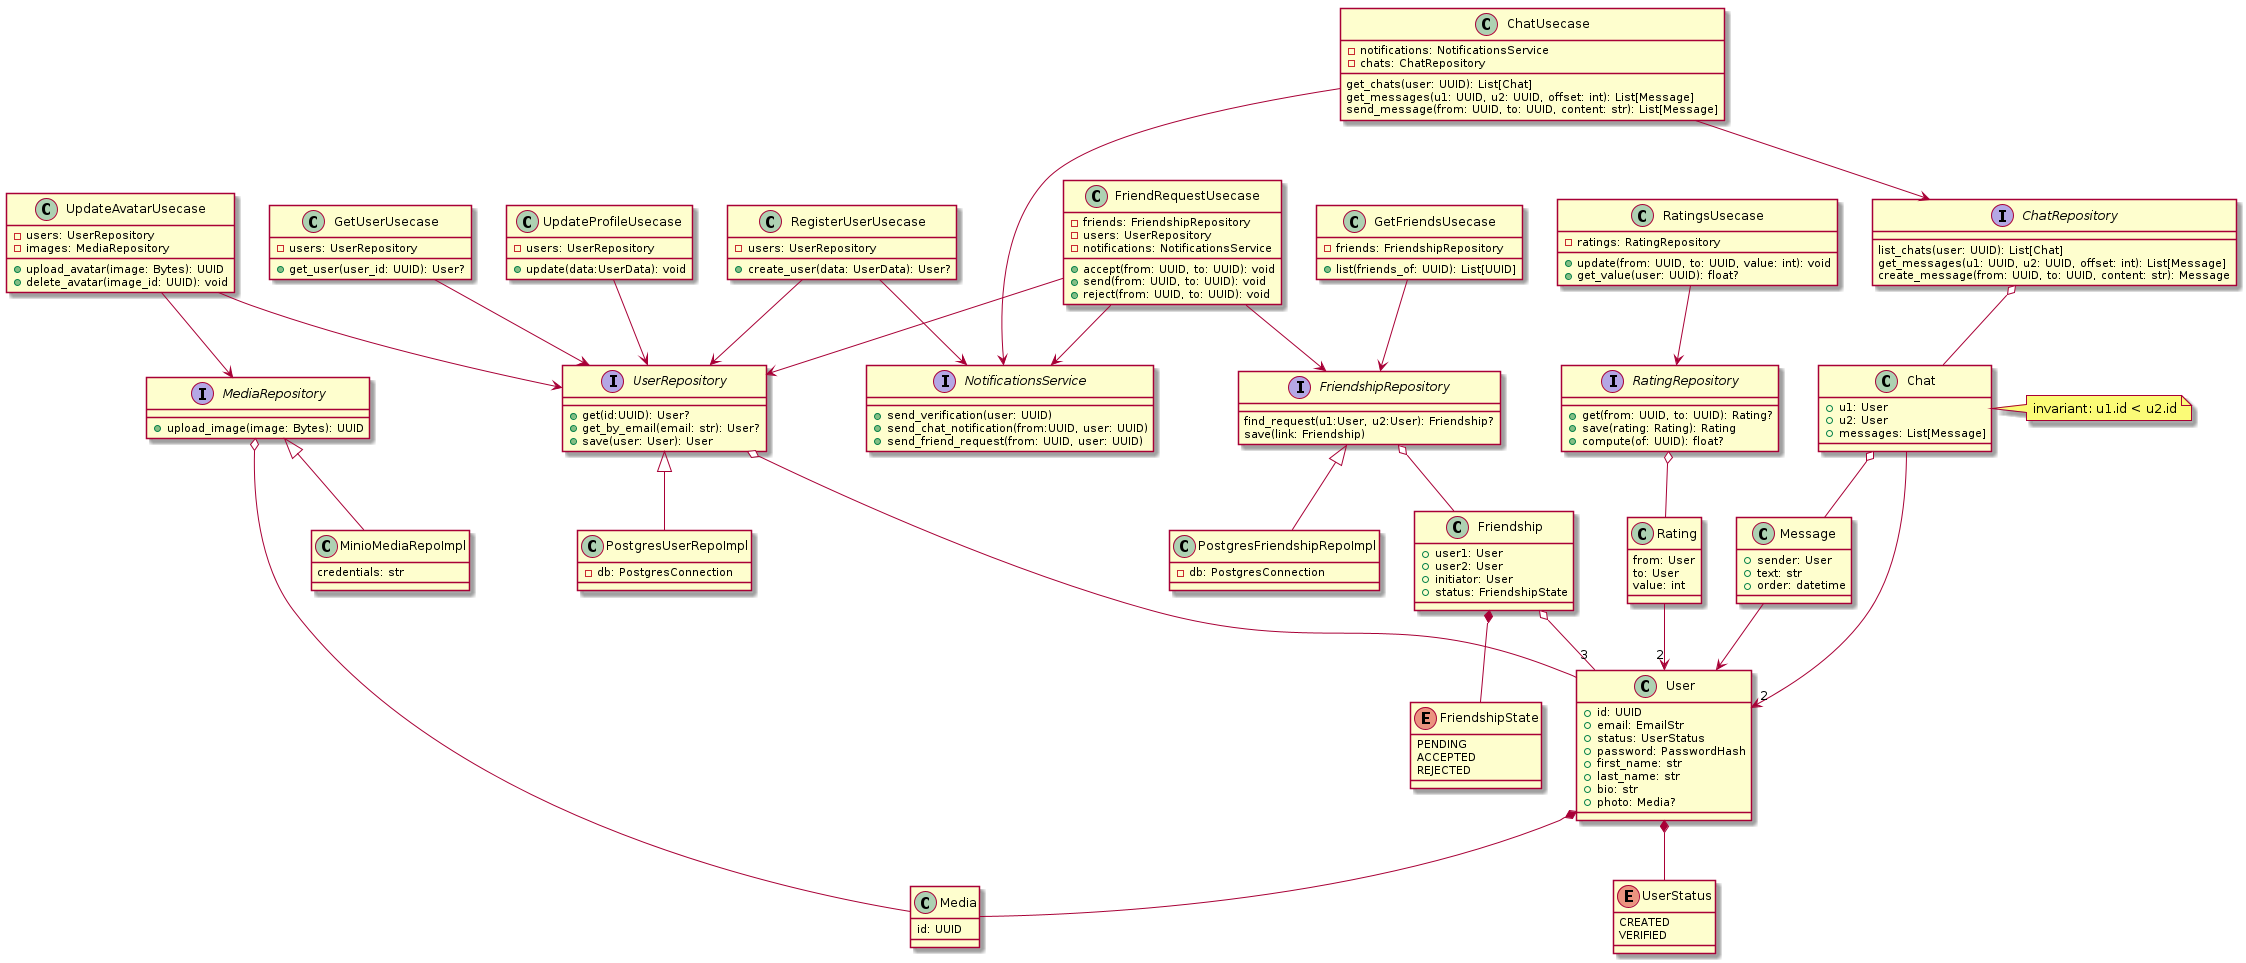 C ChatUsecase
notifications: NotificationsService
chats: ChatRepository
get_chats(user: UUID): List[Chat]
get_messages(u1: UUID, u2: UUID, offset: int): List[Message]
send_message(from: UUID, to: UUID, content: str): List[Message]
C UpdateAvatarUsecase
users: UserRepository
images: MediaRepository
upload_avatar(image: Bytes): UUID
delete_avatar(image_id: UUID): void
C GetUserUsecase
users: UserRepository
get_user(user_id: UUID): User?
C UpdateProfileUsecase
users: UserRepository
update(data:UserData): void
C RegisterUserUsecase
users: UserRepository
create_user(data: UserData): User?
C FriendRequestUsecase
friends: FriendshipRepository
users: UserRepository
notifications: NotificationsService
accept(from: UUID, to: UUID): void
send(from: UUID, to: UUID): void
reject(from: UUID, to: UUID): void
C GetFriendsUsecase
friends: FriendshipRepository
list(friends_of: UUID): List[UUID]
C RatingsUsecase
ratings: RatingRepository
update(from: UUID, to: UUID, value: int): void
get_value(user: UUID): float?
I ChatRepository
list_chats(user: UUID): List[Chat]
get_messages(u1: UUID, u2: UUID, offset: int): List[Message]
create_message(from: UUID, to: UUID, content: str): Message
I MediaRepository
upload_image(image: Bytes): UUID
I UserRepository
get(id:UUID): User?
get_by_email(email: str): User?
save(user: User): User
I NotificationsService
send_verification(user: UUID)
send_chat_notification(from:UUID, user: UUID)
send_friend_request(from: UUID, user: UUID)
I FriendshipRepository
find_request(u1:User, u2:User): Friendship?
save(link: Friendship)
I RatingRepository
get(from: UUID, to: UUID): Rating?
save(rating: Rating): Rating
compute(of: UUID): float?
C Chat
u1: User
u2: User
messages: List[Message]
invariant: u1.id < u2.id
C MinioMediaRepoImpl
credentials: str
C PostgresUserRepoImpl
db: PostgresConnection
C PostgresFriendshipRepoImpl
db: PostgresConnection
C Friendship
user1: User
user2: User
initiator: User
status: FriendshipState
C Rating
from: User
to: User
value: int
C Message
sender: User
text: str
order: datetime
3
2
2
E FriendshipState
PENDING
ACCEPTED
REJECTED
C User
id: UUID
email: EmailStr
status: UserStatus
password: PasswordHash
first_name: str
last_name: str
bio: str
photo: Media?
C Media
id: UUID
E UserStatus
CREATED
VERIFIED